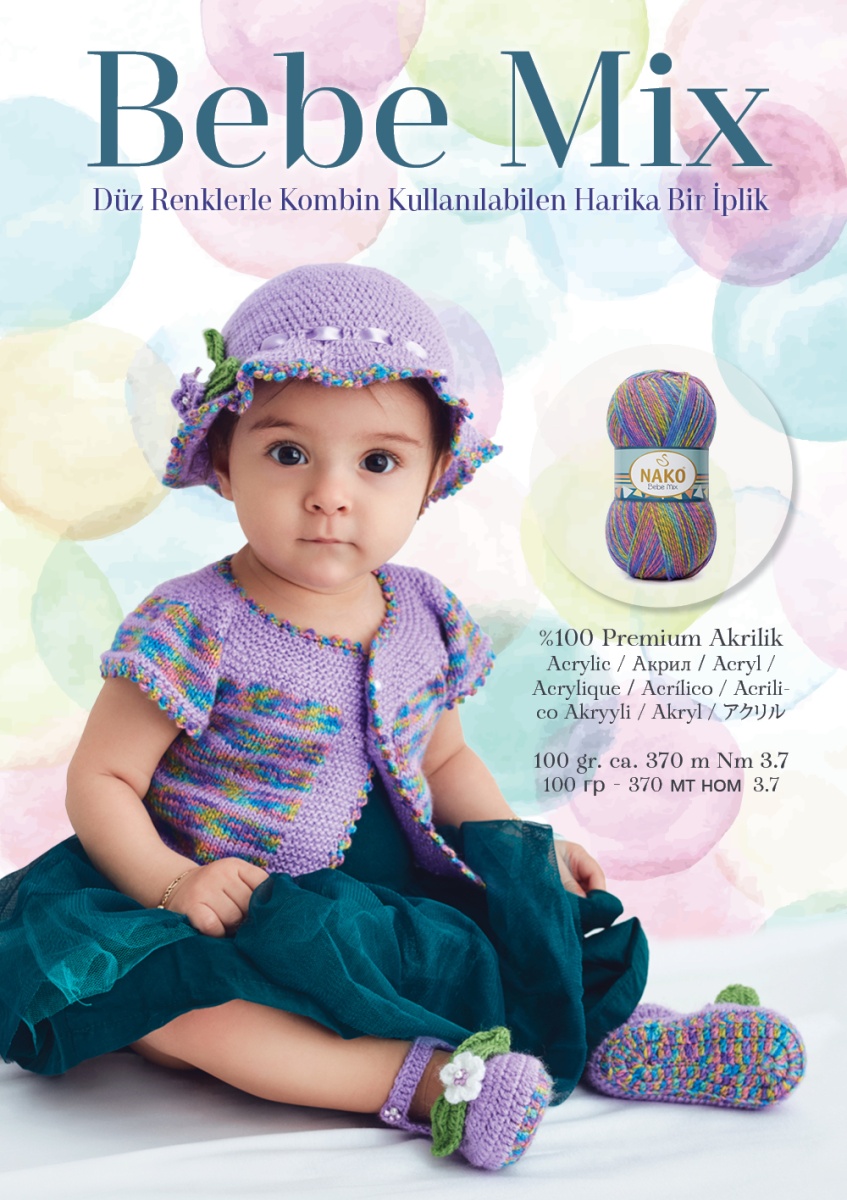 Bebe Mix
Düz Renklerle Kombin Kullanılabilen Harika Bir İplik
NAKO
Bebe Mix
%100 Premium Akrilik
Acrylic / Акрил / Acryl /
Acrylique / Acrílico / Acrili-
co Akryyli / Akryl / アクリル
100 gr. ca. 370 m Nm 3.7
100 гр - 370 мт ном 3.7